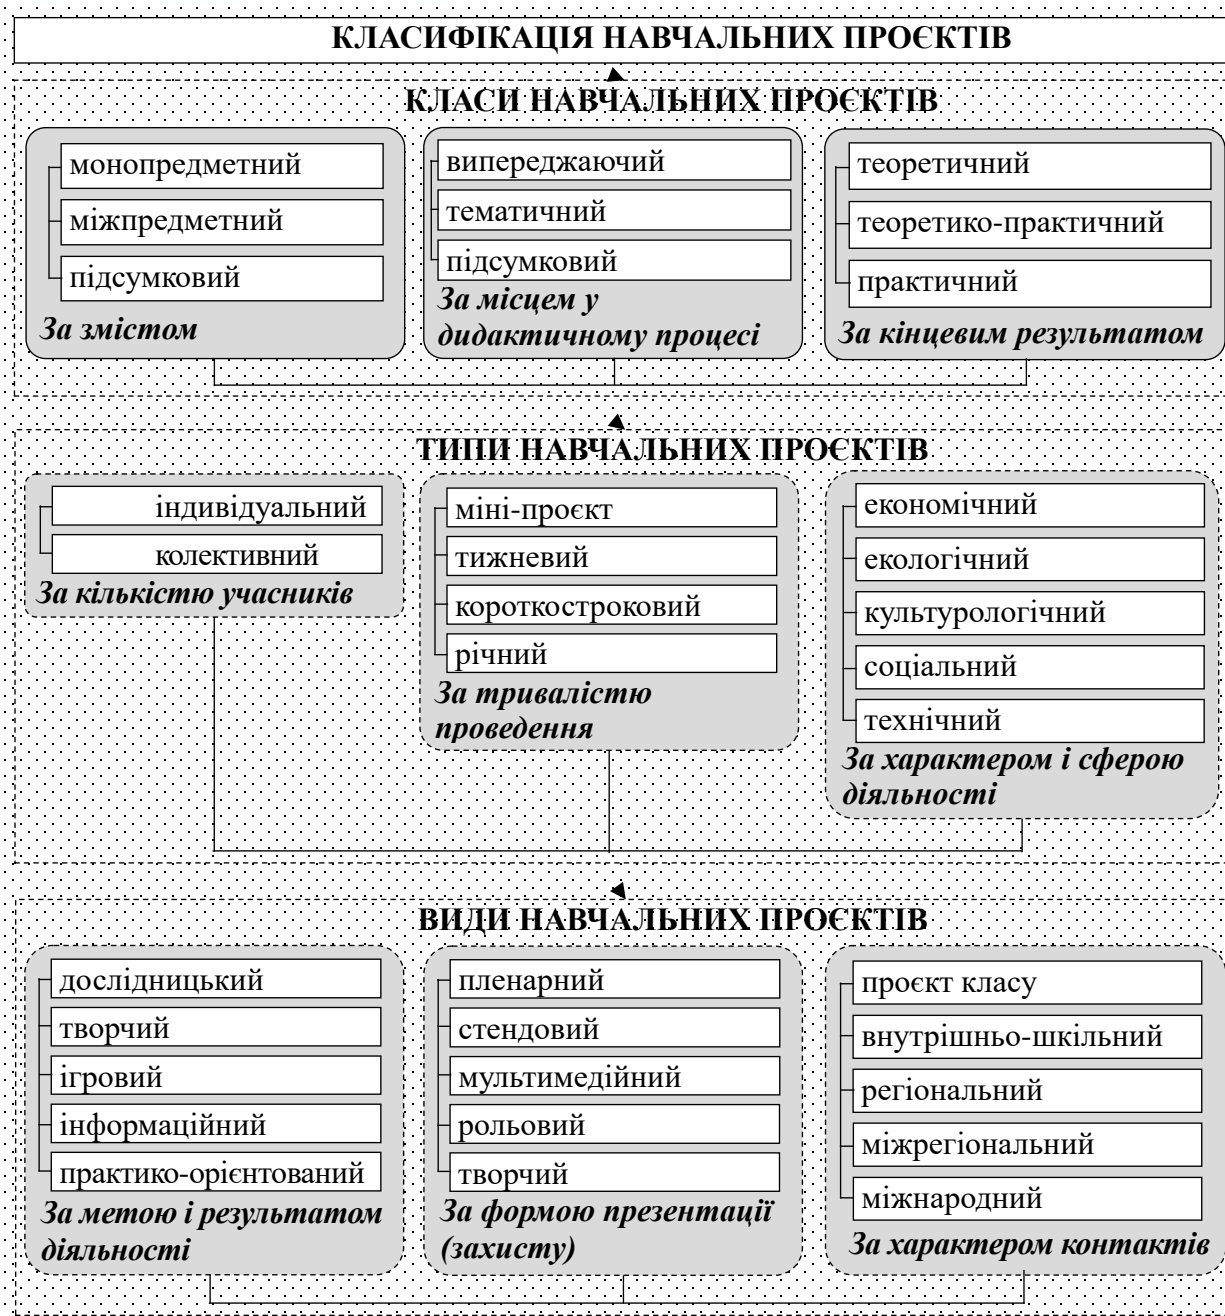 КЛАСИФІКАЦІЯ НАВЧАЛЬНИХ ПРОЄКТІВ
КЛАСИ НАВЧАЛЬНИХ ПРОЄКТІВ
монопредметний
міжпредметний
підсумковий
За змістом
випереджаючий
тематичний
підсумковий
За місцем у
дидактичному процесі
теоретичний
теоретико-практичний
практичний
За кінцевим результатом
ТИПИ НАВЧАЛЬНИХ ПРОЄКТІВ
індивідуальний
колективний
За кількістю учасників
міні-проєкт
тижневий
короткостроковий
річний
За тривалістю
проведення
економічний
екологічний
культурологічний
соціальний
технічний
За характером і сферою
діяльності
ВИДИ НАВЧАЛЬНИХ ПРОЄКТІВ
дослідницький
творчий
ігровий
інформаційний
практико-орієнтований
За метою і результатом
діяльності
пленарний
стендовий
мультимедійний
рольовий
творчий
За формою презентації
(захисту)
проєкт класу
внутрішньо-шкільний
регіональний
міжрегіональний
міжнародний
За характером контактів